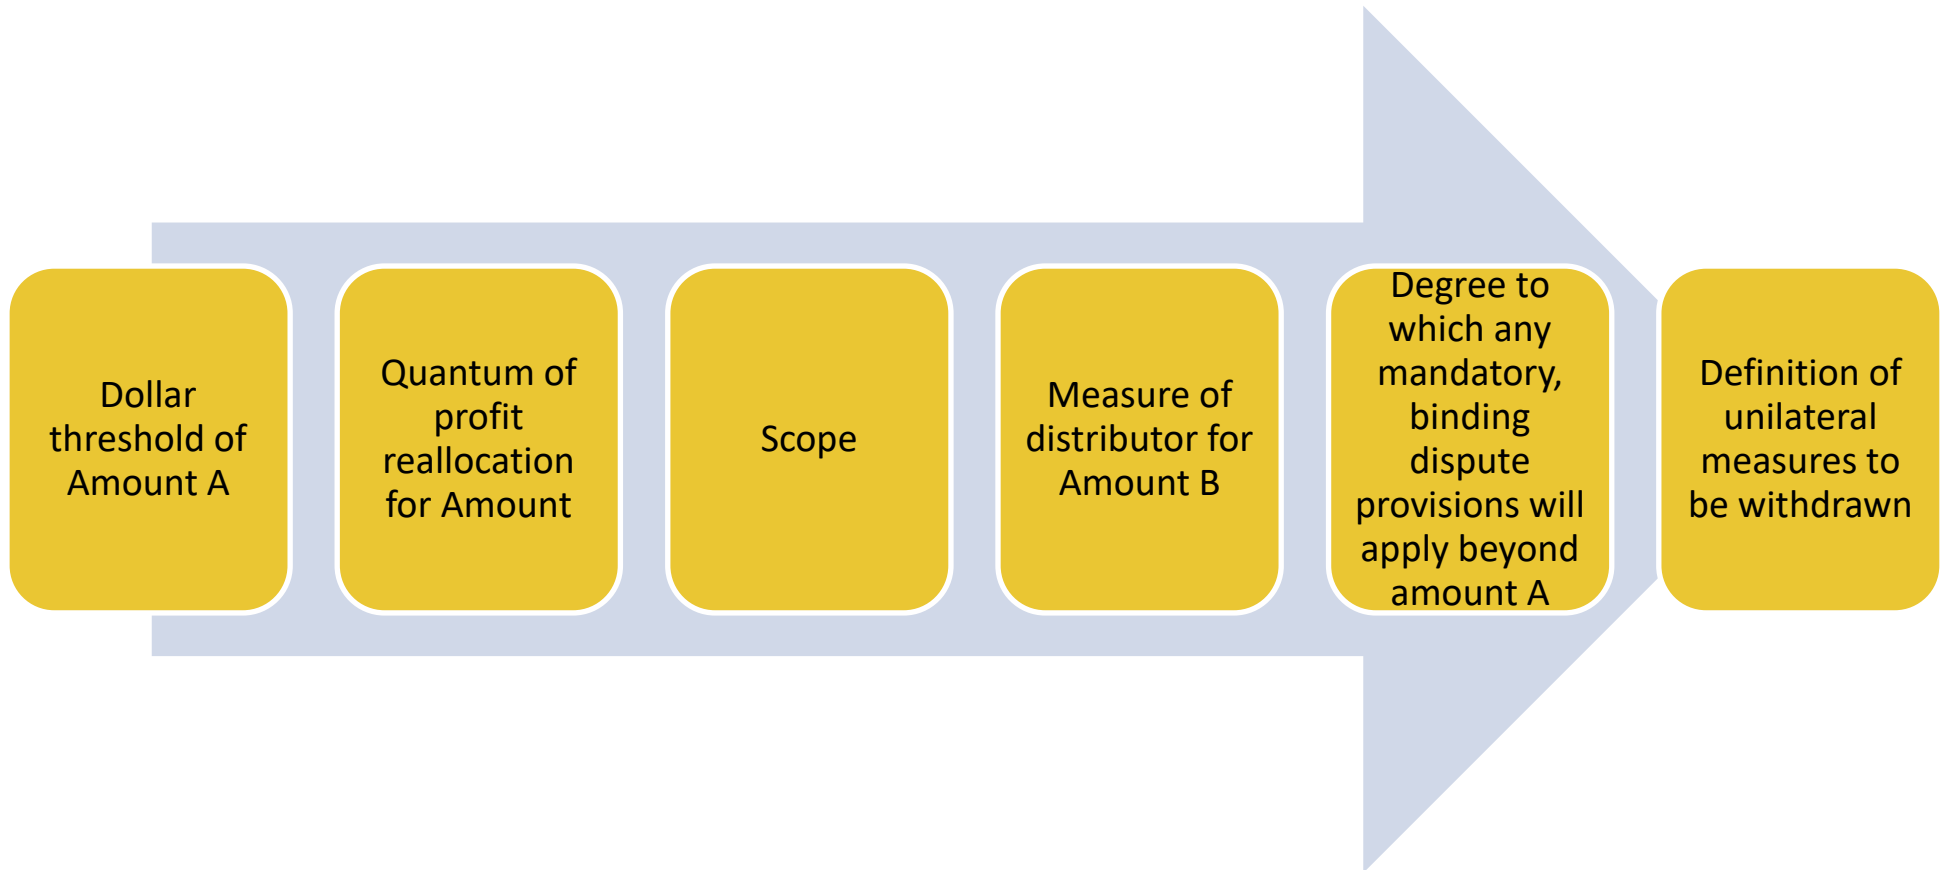 Dollar
threshold of
Amount A
Quantum of
profit
reallocation
for Amount
Scope
Measure of
distributor for
Amount B
Degree to
which any
mandatory,
binding
dispute
provisions will
apply beyond
amount A
Definition of
unilateral
measures to
be withdrawn